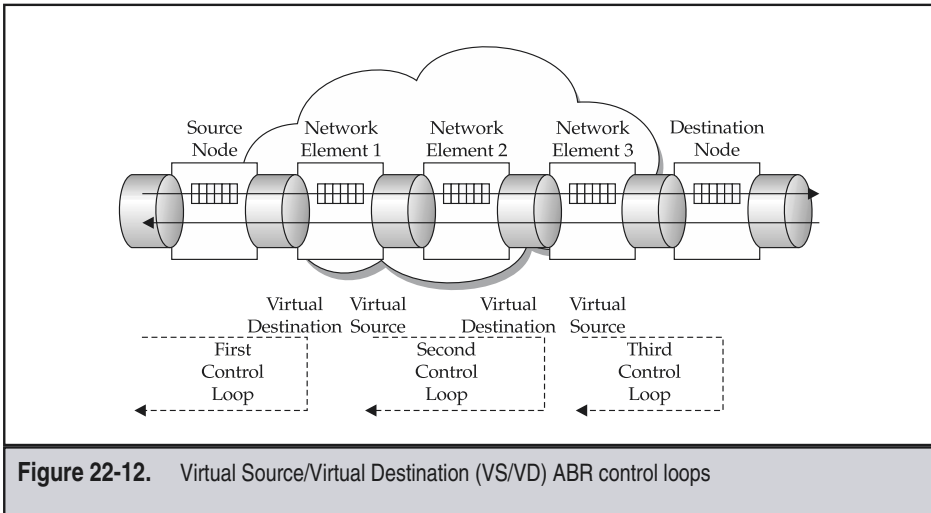 Source
Node
Network
Element 1
Network
Element 2
Network
Element 3
Destination
Node
Virtual
Destination
Virtual
Source
Virtual
Destination
Virtual
Source
First
Control
Loop
Second
Control
Loop
Third
Control
Loop
Figure 22-12. Virtual Source/Virtual Destination (VS/VD) ABR control loops